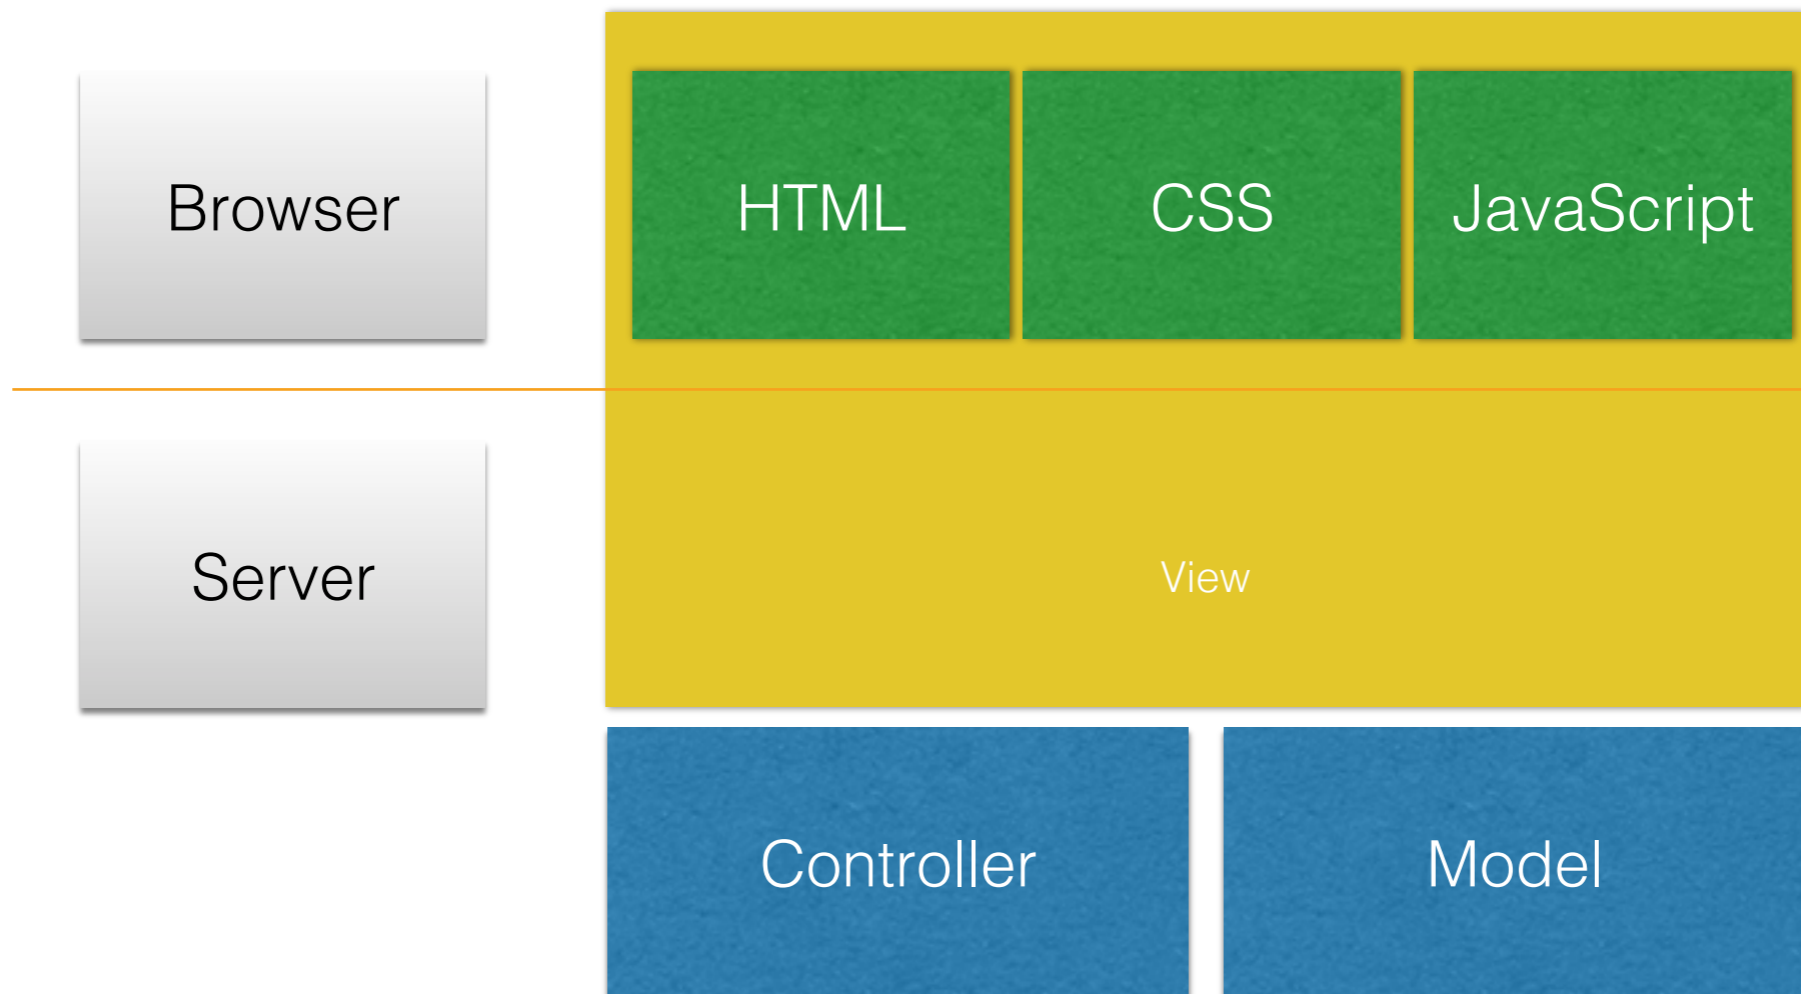 Browser
HTML
CSS
JavaScript
Server
View
Controller
Model